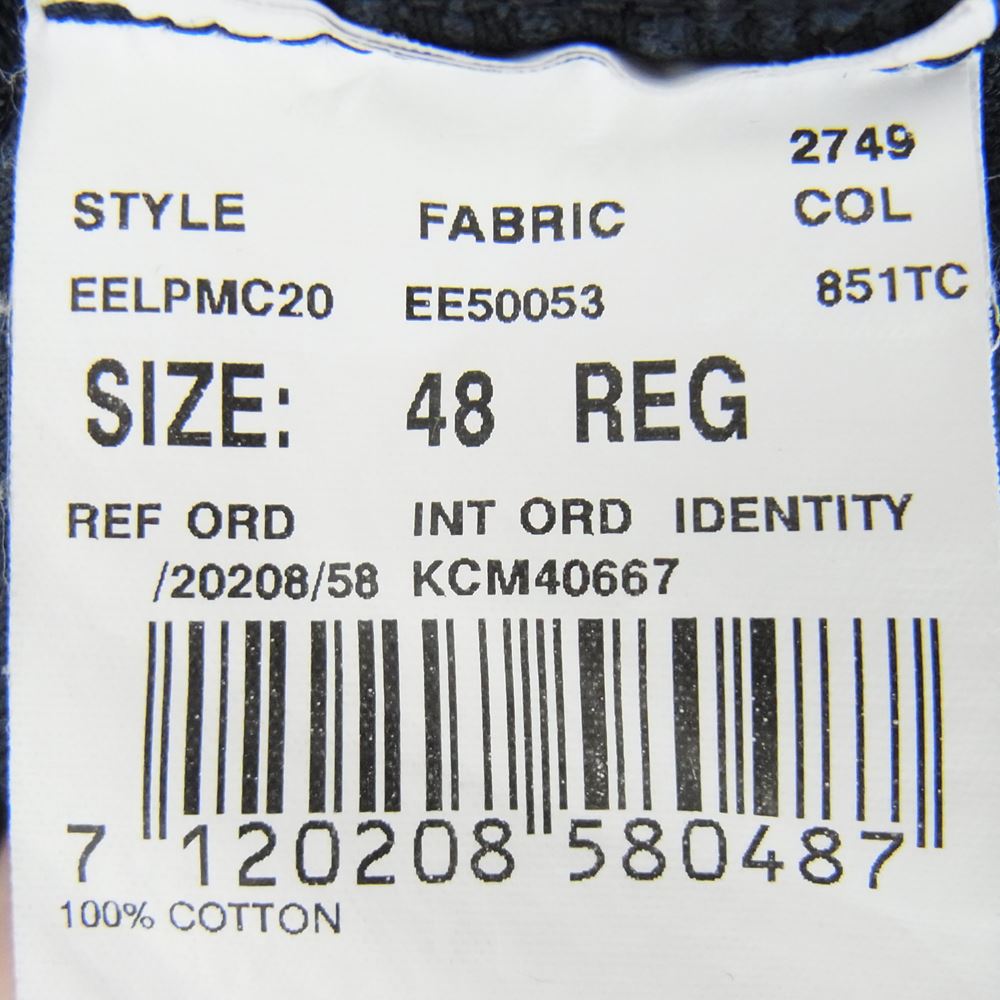 2749
STYLE FABRIC COL
EELPMC20 EE50053 851TC
SIZE: 48 REG
REF ORD INT ORD IDENTITY
/20208/58 KCM40667
7 120208 580487
100% COTTON